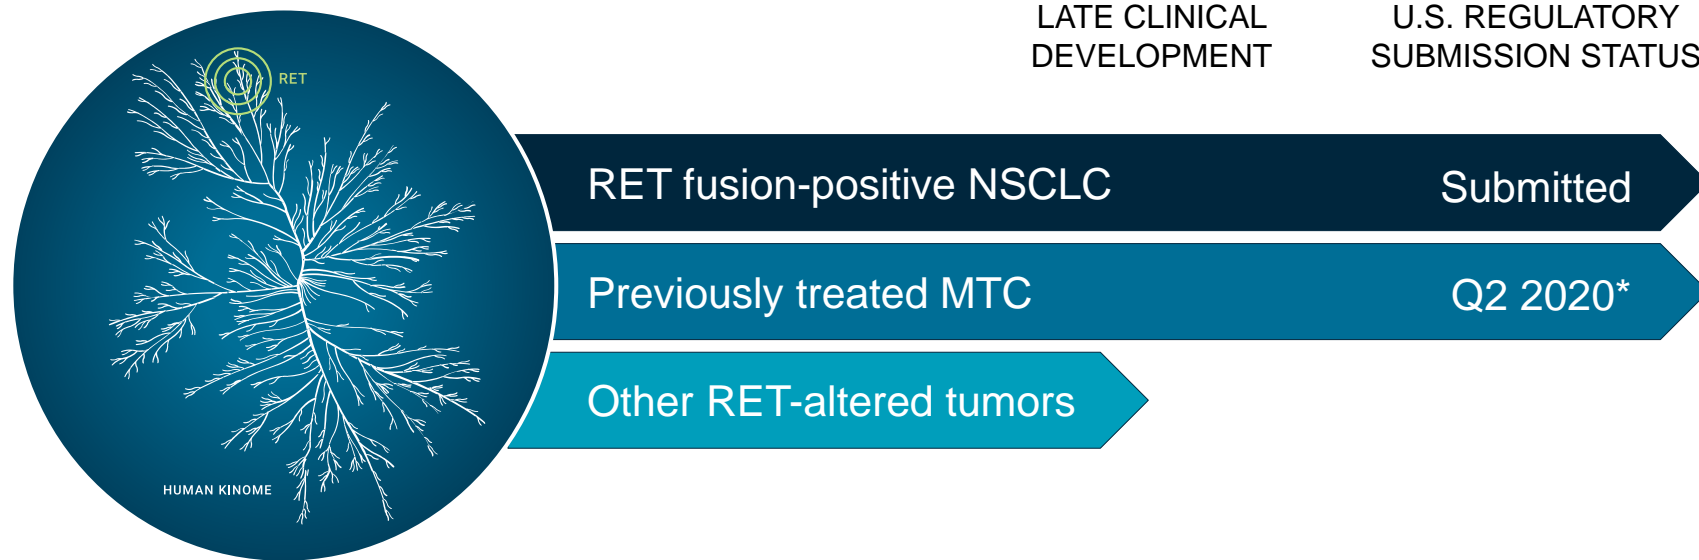 LATE CLINICAL
DEVELOPMENT
U.S. REGULATORY
SUBMISSION STATUS
RET
RET fusion-positive NSCLC
Submitted
Previously treated MTC
Q2 2020*
Other RET-altered tumors
HUMAN KINOME